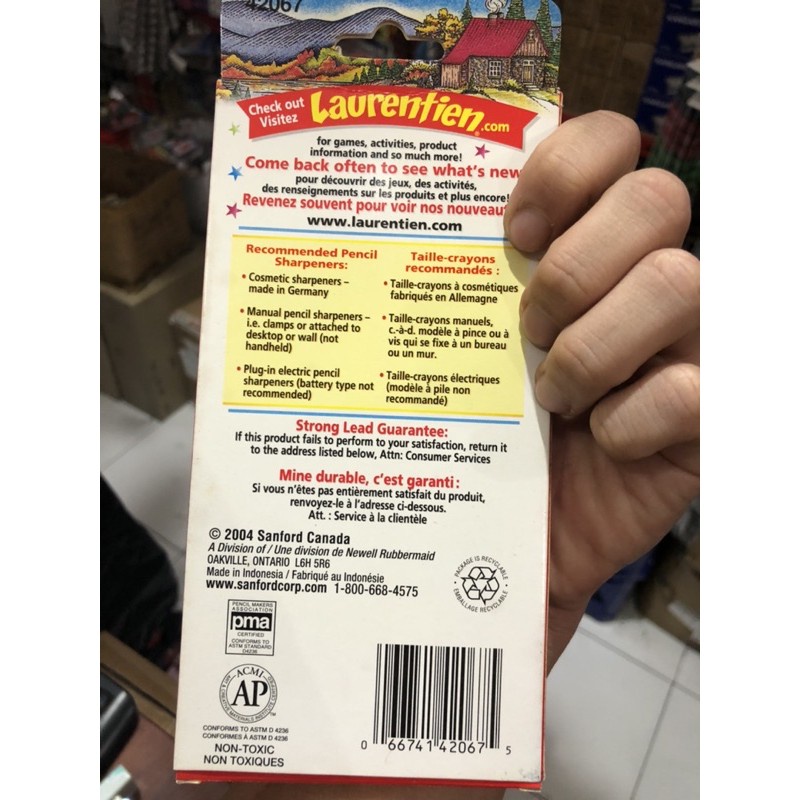 42067
Check out
Visitez
Laurentien.com
for games, activities, product
information and so much more!
Come back often to see what's new
pour découvrir des jeux, des activités,
des renseignements sur les produits et plus encore!
Revenez souvent pour voir nos
www.laurentien.com
Recommended Pencil
Sharpeners:
• Cosmetic sharpeners –
made in Germany
• Manual pencil sharpeners –
i.e. clamps or attached to
desktop or wall (not
handheld)
• Plug-in electric pencil
sharpeners (battery type not
recommended)
Taille-crayons
recommandés :
• Taille-crayons à cosmétiques
fabriqués en Allemagne
• Taille-crayons manuels,
c.-à-d. modèle à pince ou à
vis qui se fixe à un bureau
ou un mur.
• Taille-crayons électriques
(modèle à pile non
recommandé)
Strong Lead Guarantee:
If this product fails to perform to your satisfaction, return it
to the address listed below, Attn: Consumer Services
Mine durable, c'est garanti :
Si vous n'êtes pas entièrement satisfait du produit,
renvoyez-le à l'adresse ci-dessous.
Att. : Service à la clientèle
© 2004 Sanford Canada
A Division of / Une division de Newell Rubbermaid
OAKVILLE, ONTARIO L6H 5R6
Made in Indonesia / Fabriqué au Indonésie
www.sanfordcorp.com 1-800-668-4575
PACKAGE IS RECYCLABLE
EMBALLAGE RECYCLABLE
PENCIL MAKERS
ASSOCIATION
pma
CERTIFIED
CONFORMS TO
ASTM STANDARD
D4236
ACMI
AP
CONFORMS TO ASTM D 4236
CONFORMES À ASTM D 4236
NON-TOXIC
NON TOXIQUES
0 66741 42067 5